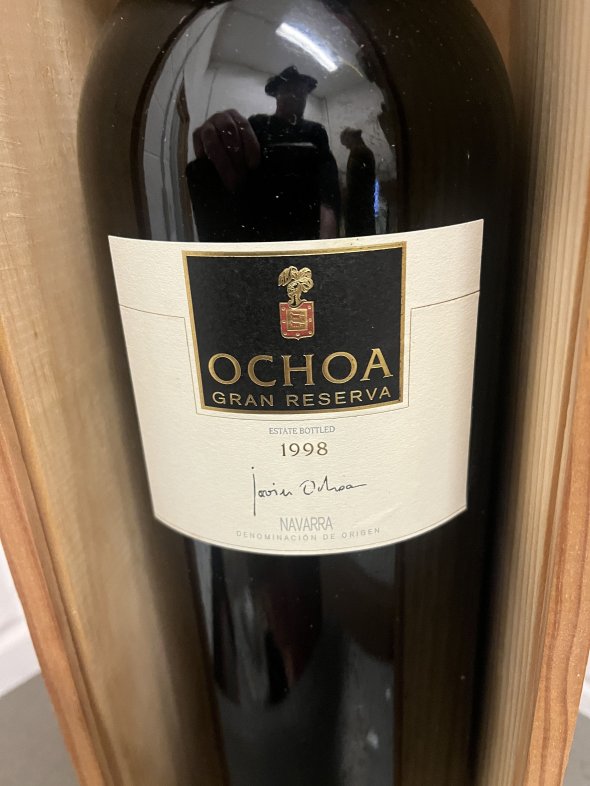 OCHOA
GRAN RESERVA
ESTATE BOTTLED
1998
Javier Ochoa
NAVARRA
DENOMINACIÓN DE ORIGEN